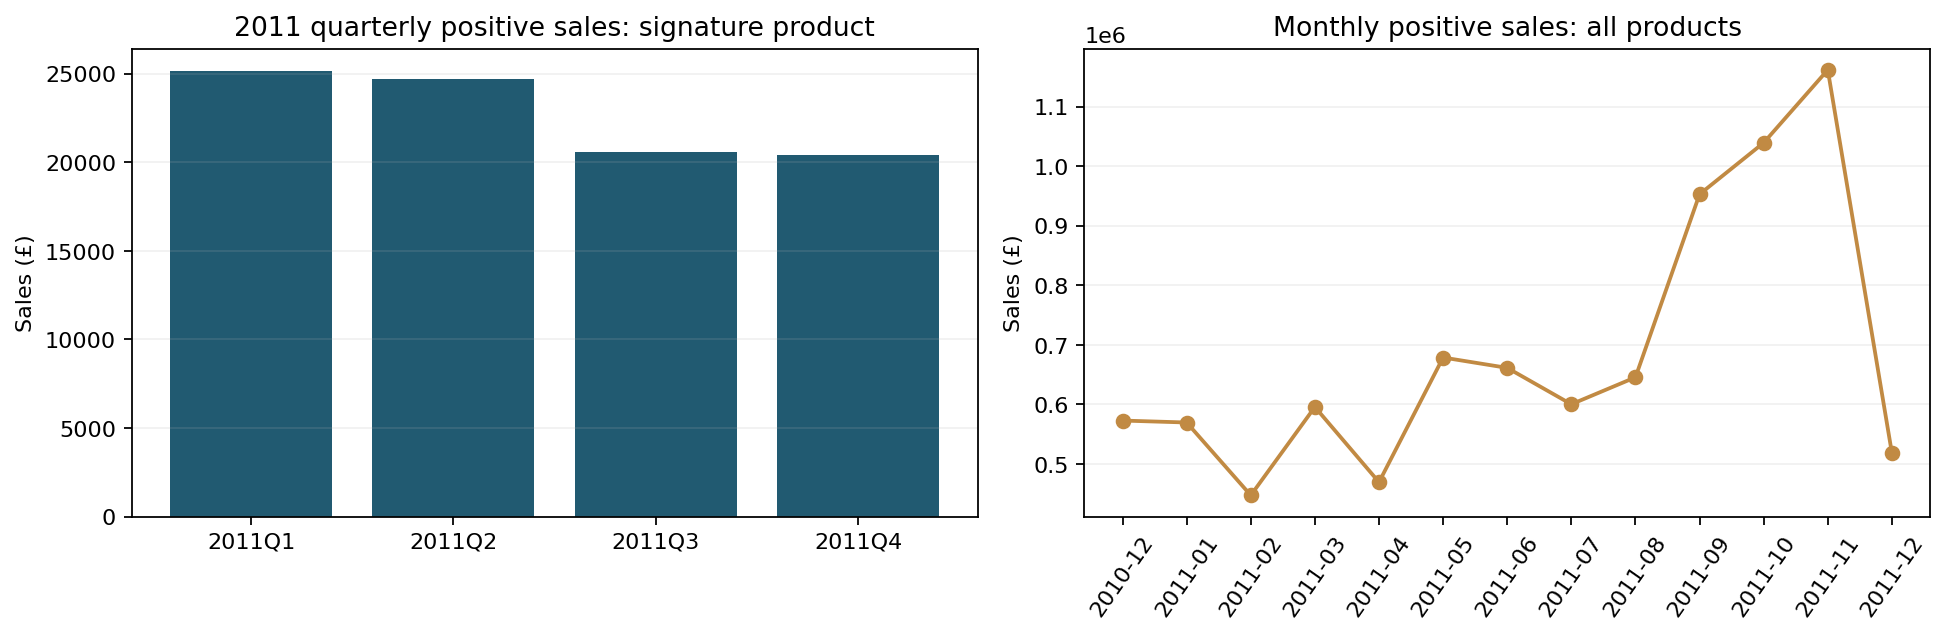 2011 quarterly positive sales: signature product
Sales (£)
25000
20000
15000
10000
5000
0
2011Q1
2011Q2
2011Q3
2011Q4
Monthly positive sales: all products
1e6
Sales (£)
1.1
1.0
0.9
0.8
0.7
0.6
0.5
2010-12
2011-01
2011-02
2011-03
2011-04
2011-05
2011-06
2011-07
2011-08
2011-09
2011-10
2011-11
2011-12